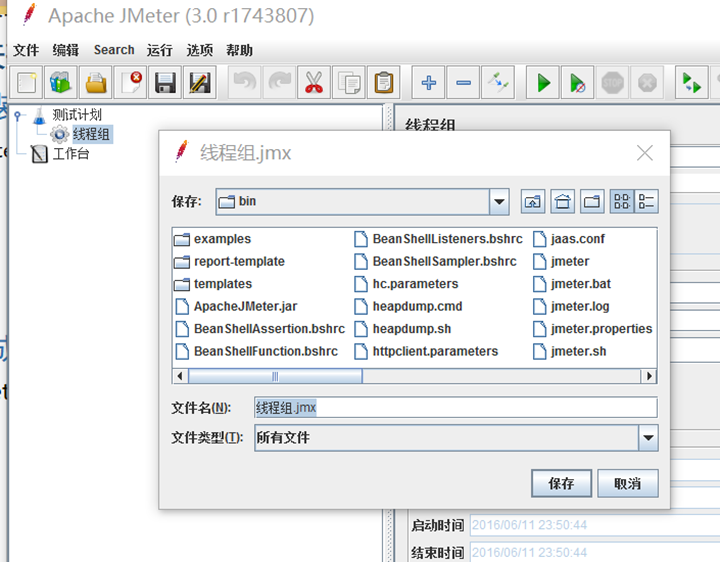 Apache JMeter (3.0 r1743807)
文件 编辑 Search 运行 选项 帮助
测试计划
线程组
工作台
线程组
线程组.jmx
保存: bin
examples BeanShellListeners.bshrc jaas.conf
report-template BeanShellSampler.bshrc jmeter
templates hc.parameters jmeter.bat
ApacheJMeter.jar heapdump.cmd jmeter.log
BeanShellAssertion.bshrc heapdump.sh jmeter.properties
BeanShellFunction.bshrc httpclient.parameters jmeter.sh
文件名(N): 线程组.jmx
文件类型(T): 所有文件
保存 取消
启动时间 2016/06/11 23:50:44
结束时间 2016/06/11 23:50:44